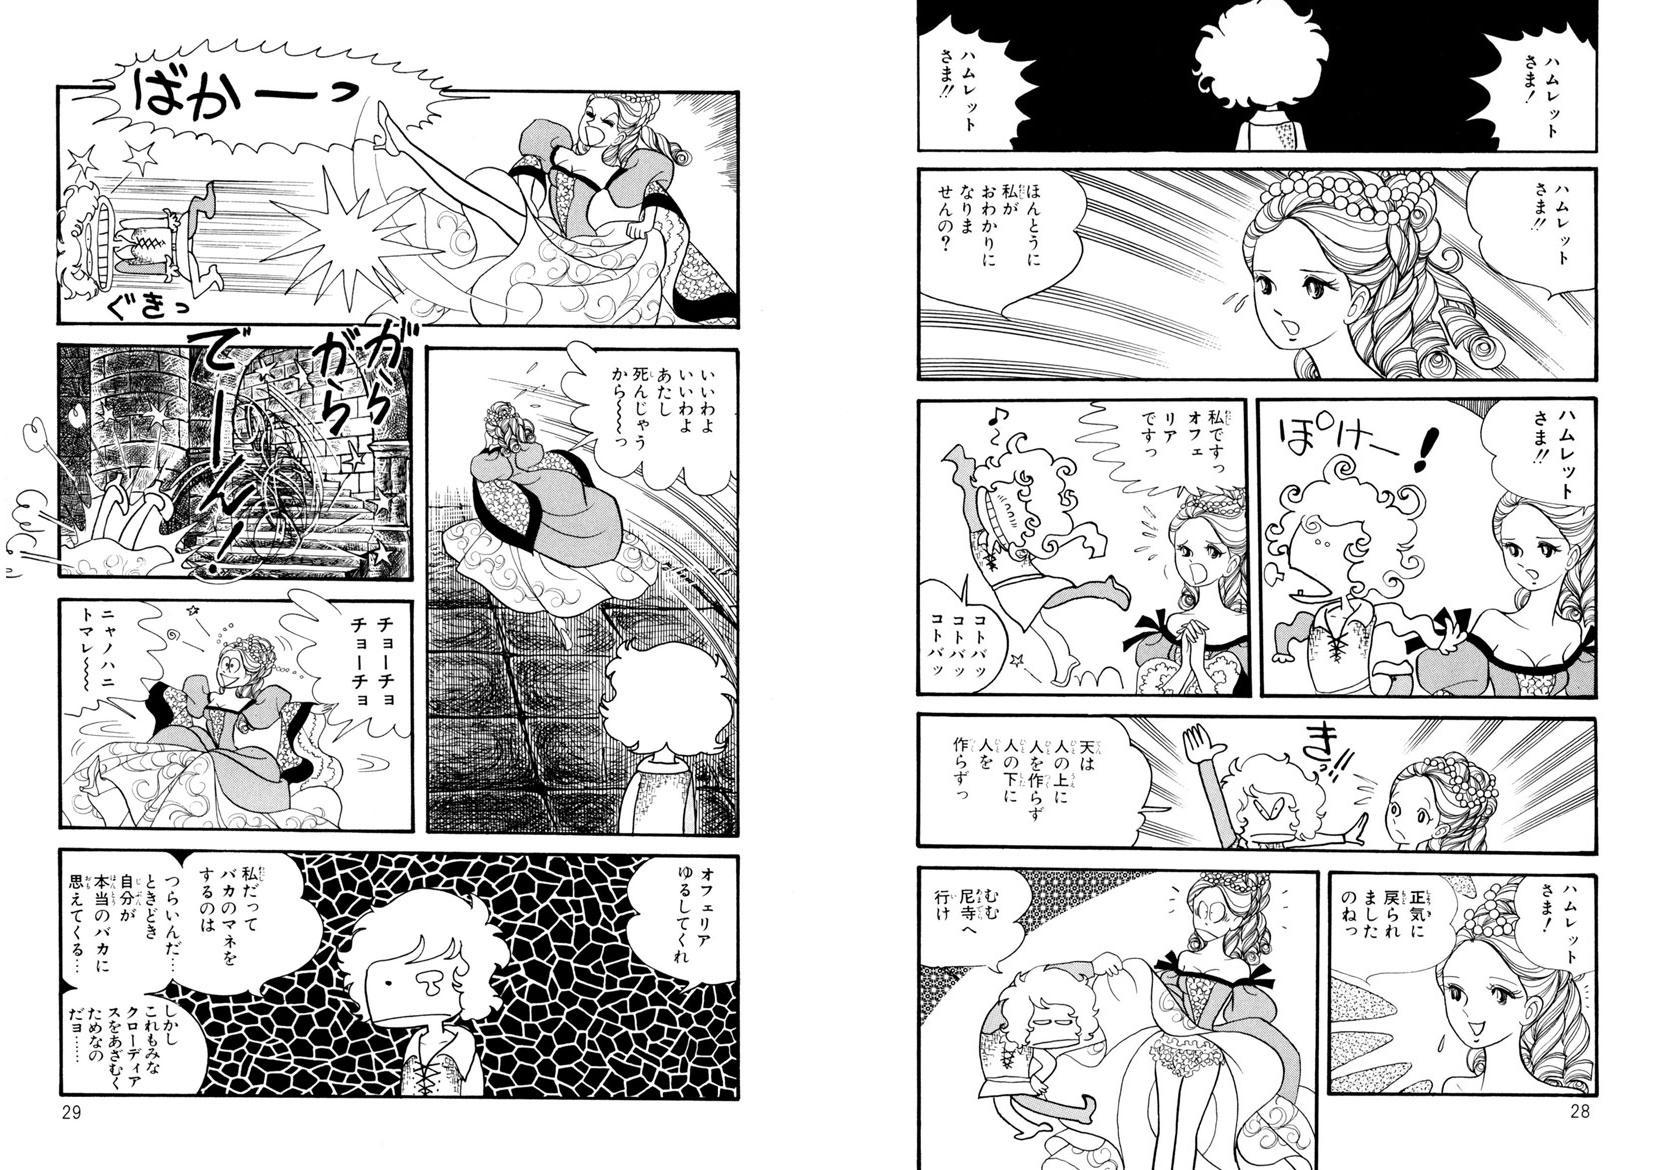 ハムレット
さま！
ハムレット
さま!!
ハムレット
さま!!
ほんとうに
私が
おわかりに
なりま
せんの？
ハムレット
さま!!
ぽけー！
私ですっ
オフェ
リア
ですっ
コトバッ
コトバッ
コトバッ
きっ!!
天は
人の上に
人を作らず
人の下に
人を
作らずっ
ハムレット
さま！
正気に
戻られ
ました
のねっ
むむ
尼寺へ
行け
28
ばかーっ
ぐきっ
いいわよ
いいわよ
あたし
死んじゃう
から〜〜〜っ
がら
がら
でーん！
チョーチョ
チョーチョ
ニャノハニ
トマレ〜〜〜
オフェリア
ゆるしてくれ
私だって
バカのマネを
するのは
つらいんだ…
ときどき
自分が
本当のバカに
思えてくる…
しかし
これもみな
クローディア
スをあざむく
ためなの
だョ……
29